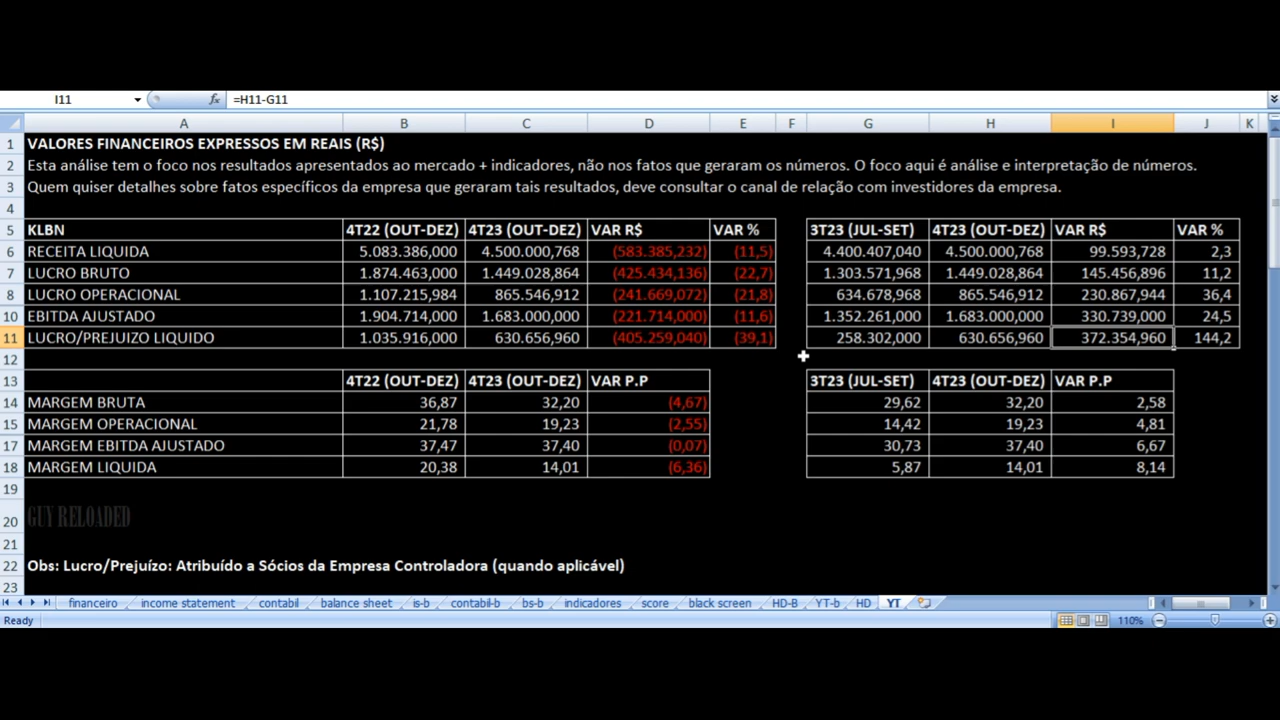 I11 fx =H11-G11
A B C D E F G H I J K
1 VALORES FINANCEIROS EXPRESSOS EM REAIS (R$)
2 Esta análise tem o foco nos resultados apresentados ao mercado + indicadores, não nos fatos que geraram os números. O foco aqui é análise e interpretação de números.
3 Quem quiser detalhes sobre fatos específicos da empresa que geraram tais resultados, deve consultar o canal de relação com investidores da empresa.
4
5 KLBN 4T22 (OUT-DEZ) 4T23 (OUT-DEZ) VAR R$ VAR % 3T23 (JUL-SET) 4T23 (OUT-DEZ) VAR R$ VAR %
6 RECEITA LIQUIDA 5.083.386,000 4.500.000,768 (583.385,232) (11,5) 4.400.407,040 4.500.000,768 99.593,728 2,3
7 LUCRO BRUTO 1.874.463,000 1.449.028,864 (425.434,136) (22,7) 1.303.571,968 1.449.028,864 145.456,896 11,2
8 LUCRO OPERACIONAL 1.107.215,984 865.546,912 (241.669,072) (21,8) 634.678,968 865.546,912 230.867,944 36,4
10 EBITDA AJUSTADO 1.904.714,000 1.683.000,000 (221.714,000) (11,6) 1.352.261,000 1.683.000,000 330.739,000 24,5
11 LUCRO/PREJUIZO LIQUIDO 1.035.916,000 630.656,960 (405.259,040) (39,1) 258.302,000 630.656,960 372.354,960 144,2
12
13 4T22 (OUT-DEZ) 4T23 (OUT-DEZ) VAR P.P 3T23 (JUL-SET) 4T23 (OUT-DEZ) VAR P.P
14 MARGEM BRUTA 36,87 32,20 (4,67) 29,62 32,20 2,58
15 MARGEM OPERACIONAL 21,78 19,23 (2,55) 14,42 19,23 4,81
17 MARGEM EBITDA AJUSTADO 37,47 37,40 (0,07) 30,73 37,40 6,67
18 MARGEM LIQUIDA 20,38 14,01 (6,36) 5,87 14,01 8,14
19
20 GUY RELOADED
21
22 Obs: Lucro/Prejuízo: Atribuído a Sócios da Empresa Controladora (quando aplicável)
23
financeiro income statement contabil balance sheet is-b contabil-b bs-b indicadores score black screen HD-B YT-b HD YT
Ready 110%